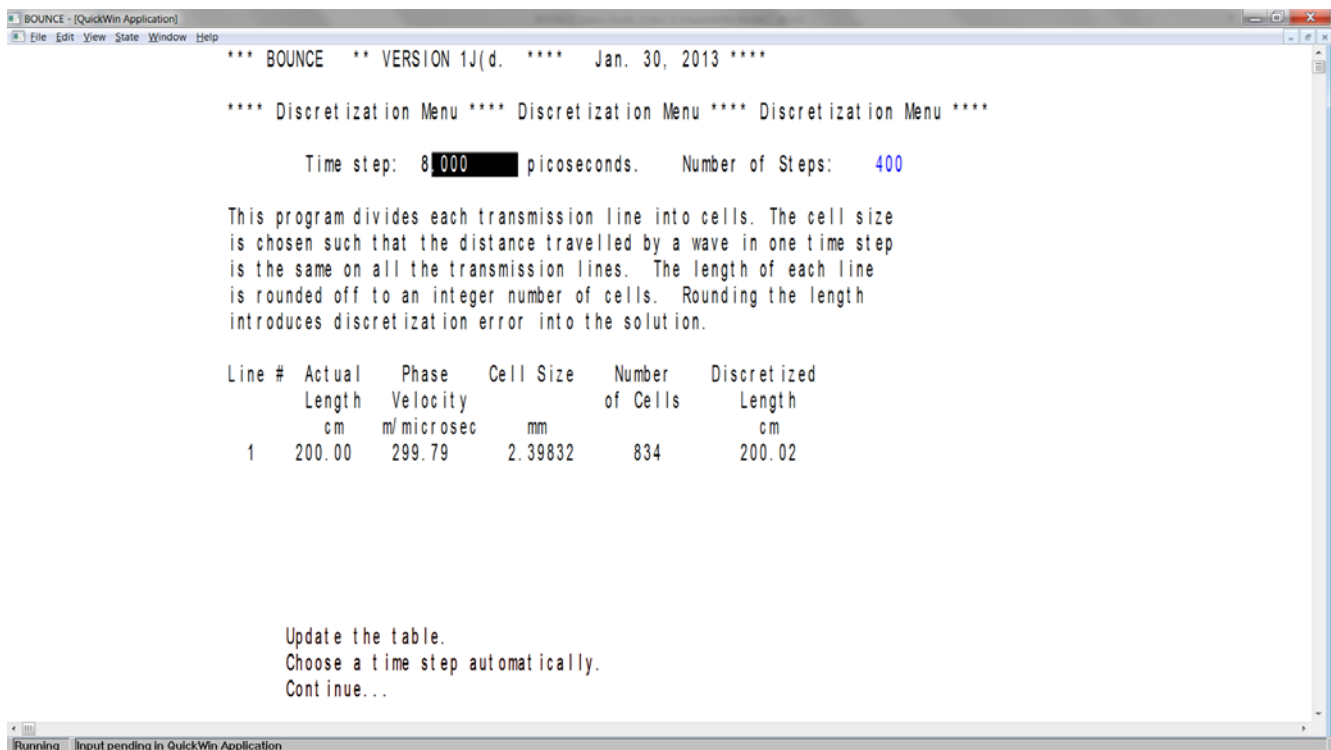 BOUNCE - [QuickWin Application]
File Edit View State Window Help
*** BOUNCE ** VERSION 1J(d. **** Jan. 30, 2013 ****
**** Discretization Menu **** Discretization Menu **** Discretization Menu ****
Time step: 8.000 picoseconds. Number of Steps: 400
This program divides each transmission line into cells. The cell size
is chosen such that the distance travelled by a wave in one time step
is the same on all the transmission lines. The length of each line
is rounded off to an integer number of cells. Rounding the length
introduces discretization error into the solution.
Line # Actual Phase Cell Size Number Discretized
Length Velocity of Cells Length
cm m/microsec mm cm
1 200.00 299.79 2.39832 834 200.02
Update the table.
Choose a time step automatically.
Continue...
Running Input pending in QuickWin Application